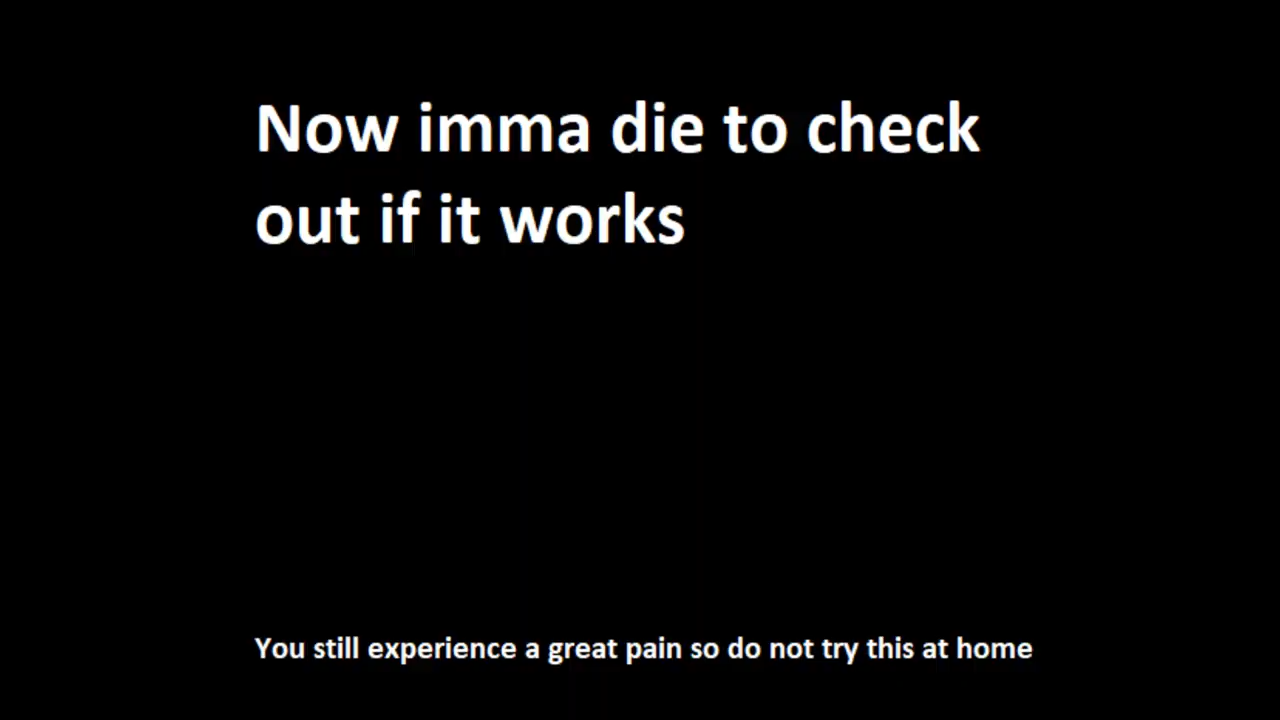 Now imma die to check
out if it works
You still experience a great pain so do not try this at home